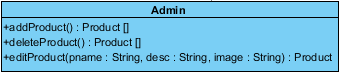 Admin
+addProduct() : Product []
+deleteProduct() : Product []
+editProduct(pname : String, desc : String, image : String) : Product